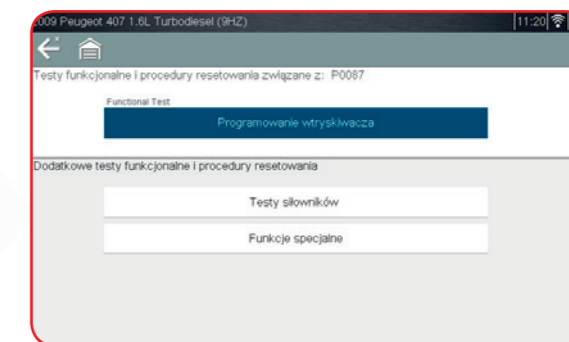 2009 Peugeot 407 1.6L Turbodiesel (9HZ) 11:20
Testy funkcjonalne i procedury resetowania związane z: P0087
Functional Test
Programowanie wtryskiwacza
Dodatkowe testy funkcjonalne i procedury resetowania
Testy siłowników
Funkcje specjalne